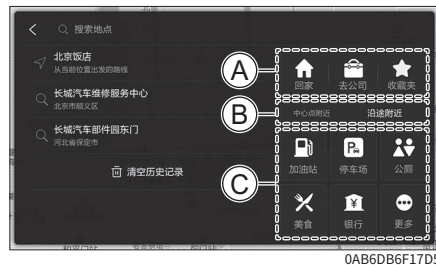 搜索地点
北京饭店
从当前位置出发的路线
长城汽车维修服务中心
北京市顺义区
长城汽车部件园东门
河北省保定市
清空历史记录
A
回家 去公司 收藏夹
B
中心点附近 沿途附近
C
加油站 停车场 公厕
美食 银行 更多
0AB6DB6F17D5